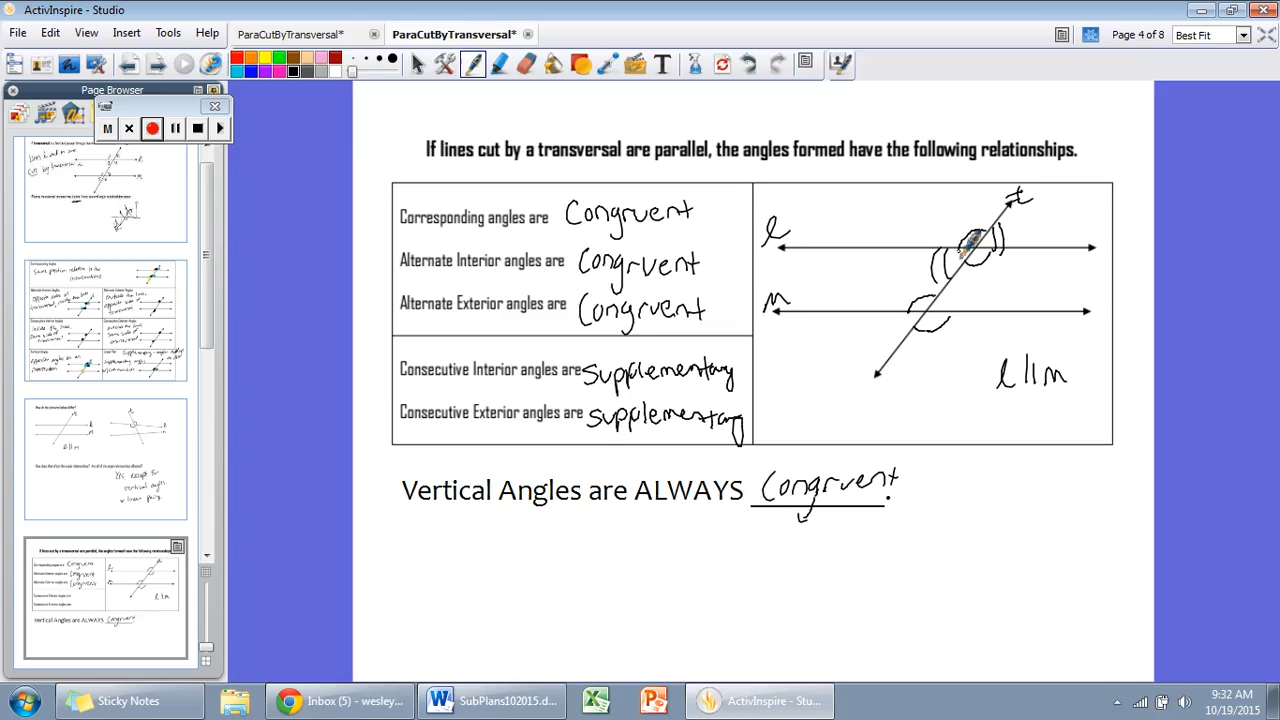 ActivInspire - Studio
File Edit View Insert Tools Help
ParaCutByTransversal*
ParaCutByTransversal*
Page 4 of 8
Best Fit
Page Browser
If lines cut by a transversal are parallel, the angles formed have the following relationships.
Corresponding angles are Congruent
Alternate Interior angles are Congruent
Alternate Exterior angles are Congruent
Consecutive Interior angles are supplementary
Consecutive Exterior angles are supplementary
t
l
m
l || m
Vertical Angles are ALWAYS Congruent.
Sticky Notes
Inbox (5) - wesley...
SubPlans102015.d...
ActivInspire - Stu...
9:32 AM
10/19/2015